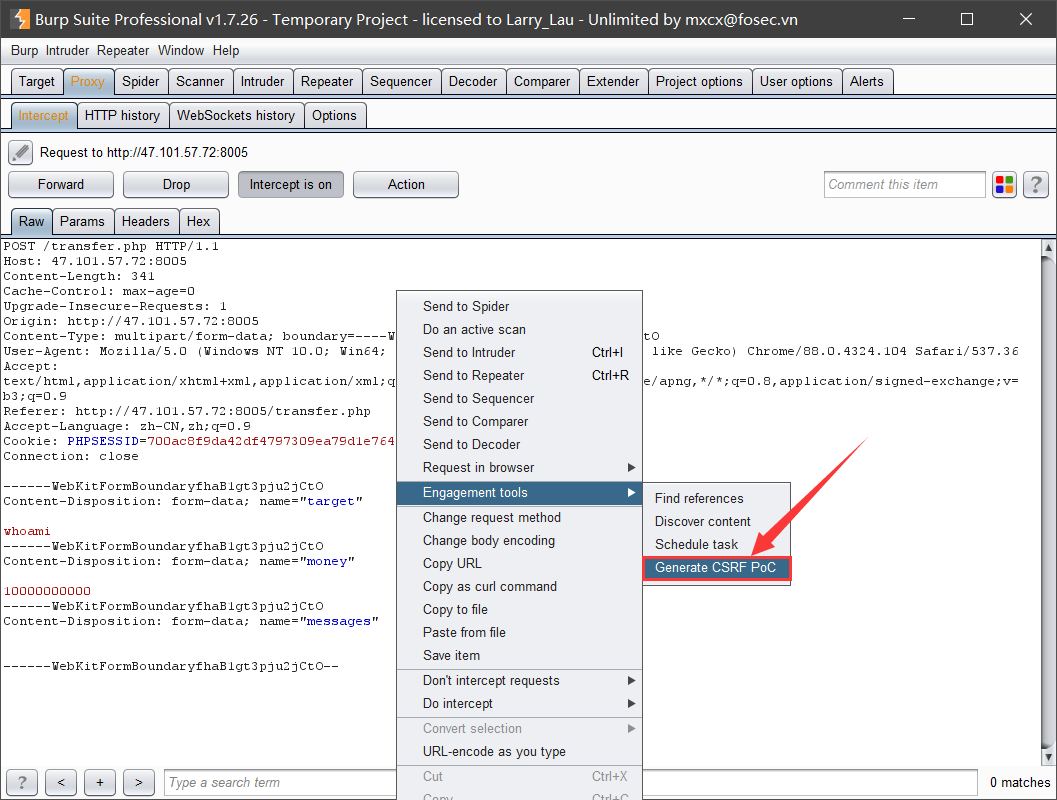 Burp Suite Professional v1.7.26 - Temporary Project - licensed to Larry_Lau - Unlimited by mxcx@fosec.vn
Burp Intruder Repeater Window Help
Target Proxy Spider Scanner Intruder Repeater Sequencer Decoder Comparer Extender Project options User options Alerts
Intercept HTTP history WebSockets history Options
Request to http://47.101.57.72:8005
Forward Drop Intercept is on Action Comment this item ?
Raw Params Headers Hex
POST /transfer.php HTTP/1.1
Host: 47.101.57.72:8005
Content-Length: 341
Cache-Control: max-age=0
Upgrade-Insecure-Requests: 1
Origin: http://47.101.57.72:8005
Content-Type: multipart/form-data; boundary=----W tO
User-Agent: Mozilla/5.0 (Windows NT 10.0; Win64; like Gecko) Chrome/88.0.4324.104 Safari/537.36
Accept:
text/html,application/xhtml+xml,application/xml;q e/apng,*/*;q=0.8,application/signed-exchange;v=
b3;q=0.9
Referer: http://47.101.57.72:8005/transfer.php
Accept-Language: zh-CN,zh;q=0.9
Cookie: PHPSESSID=700ac8f9da42df4797309ea79d1e764
Connection: close
------WebKitFormBoundaryfhaB1gt3pju2jCtO
Content-Disposition: form-data; name="target"
whoami
------WebKitFormBoundaryfhaB1gt3pju2jCtO
Content-Disposition: form-data; name="money"
10000000000
------WebKitFormBoundaryfhaB1gt3pju2jCtO
Content-Disposition: form-data; name="messages"
------WebKitFormBoundaryfhaB1gt3pju2jCtO--
Send to Spider
Do an active scan
Send to Intruder Ctrl+I
Send to Repeater Ctrl+R
Send to Sequencer
Send to Comparer
Send to Decoder
Request in browser
Engagement tools
Change request method
Change body encoding
Copy URL
Copy as curl command
Copy to file
Paste from file
Save item
Don't intercept requests
Do intercept
Convert selection
URL-encode as you type
Cut Ctrl+X
Copy Ctrl+C
Find references
Discover content
Schedule task
Generate CSRF PoC
? < + > Type a search term 0 matches